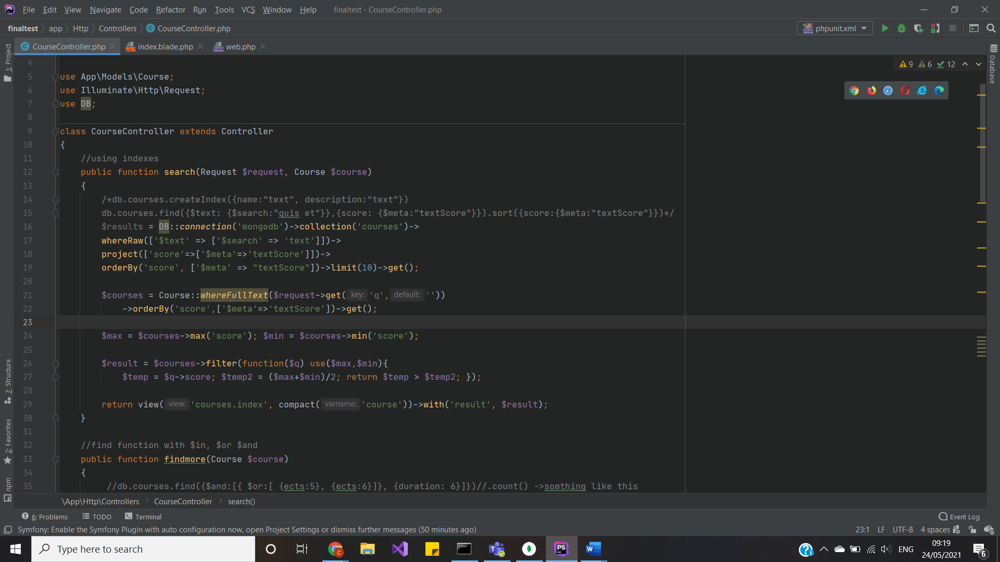 File Edit View Navigate Code Refactor Run Tools VCS Window Help finaltest - CourseController.php
finaltest app Http Controllers CourseController.php phpunit.xml
CourseController.php index.blade.php web.php
1: Project
Database
9 6 12
4
5 use App\Models\Course;
6 use Illuminate\Http\Request;
7 use DB;
8
9 class CourseController extends Controller
10 {
11 //using indexes
12 public function search(Request $request, Course $course)
13 {
14 /*db.courses.createIndex({name:"text", description:"text"})
15 db.courses.find({$text: {$search:"quis et"}},{score: {$meta:"textScore"}}).sort({score:{$meta:"textScore"}})*/
16 $results = DB::connection('mongodb')->collection('courses')->
17 whereRaw(['$text' => ['$search' => 'text']])->
18 project(['score'=>['$meta'=>'textScore']])->
19 orderBy('score', ['$meta' => "textScore"])->limit(10)->get();
20
21 $courses = Course::whereFullText($request->get( key: 'q', default: ''))
22 ->orderBy('score',['$meta'=>'textScore'])->get();
23
24 $max = $courses->max('score'); $min = $courses->min('score');
25
26 $result = $courses->filter(function($q) use($max,$min){
27 $temp = $q->score; $temp2 = ($max+$min)/2; return $temp > $temp2; });
28
29 return view( view: 'courses.index', compact( varname: 'course'))->with('result', $result);
30 }
31
32 //find function with $in, $or $and
33 public function findmore(Course $course)
34 {
35 //db.courses.find({$and:[{ $or:[ {ects:5}, {ects:6}]}, {duration: 6}]})//.count() ->somthing like this
7: Structure
2: Favorites
npm
\App\Http\Controllers CourseController search()
6: Problems TODO Terminal Event Log
Symfony: Enable the Symfony Plugin with auto configuration now, open Project Settings or dismiss further messages (50 minutes ago) 23:1 LF UTF-8 4 spaces
Type here to search ENG 09:19
24/05/2021 6